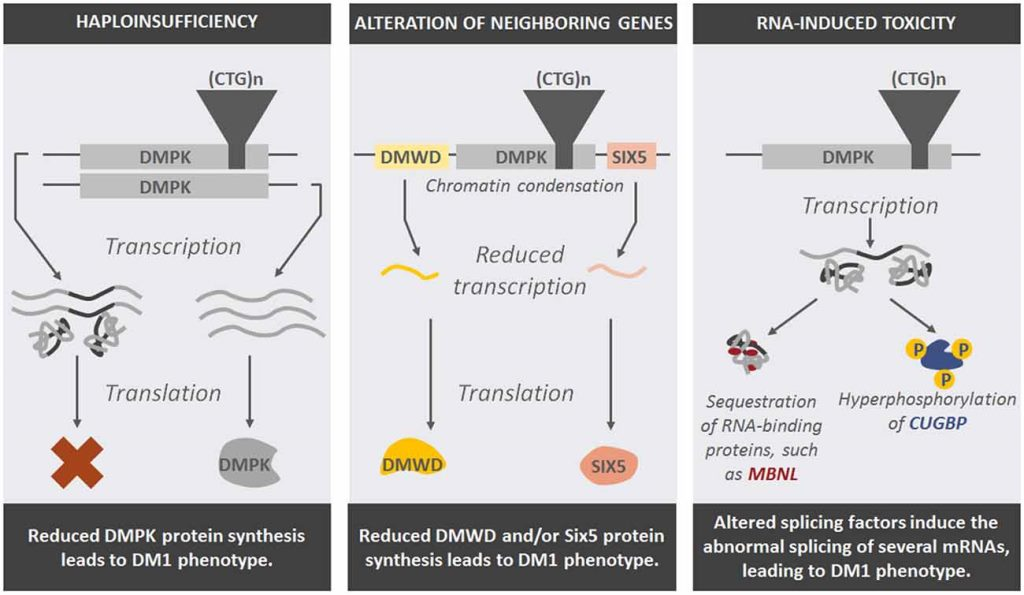 HAPLOINSUFFICIENCY
(CTG)n
DMPK
DMPK
Transcription
Translation
DMPK
Reduced DMPK protein synthesis
leads to DM1 phenotype.
ALTERATION OF NEIGHBORING GENES
(CTG)n
DMWD DMPK SIX5
Chromatin condensation
Reduced
transcription
Translation
DMWD SIX5
Reduced DMWD and/or Six5 protein
synthesis leads to DM1 phenotype.
RNA-INDUCED TOXICITY
(CTG)n
DMPK
Transcription
P P
P
Sequestration
of RNA-binding
proteins, such
as MBNL
Hyperphosphorylation
of CUGBP
Altered splicing factors induce the
abnormal splicing of several mRNAs,
leading to DM1 phenotype.